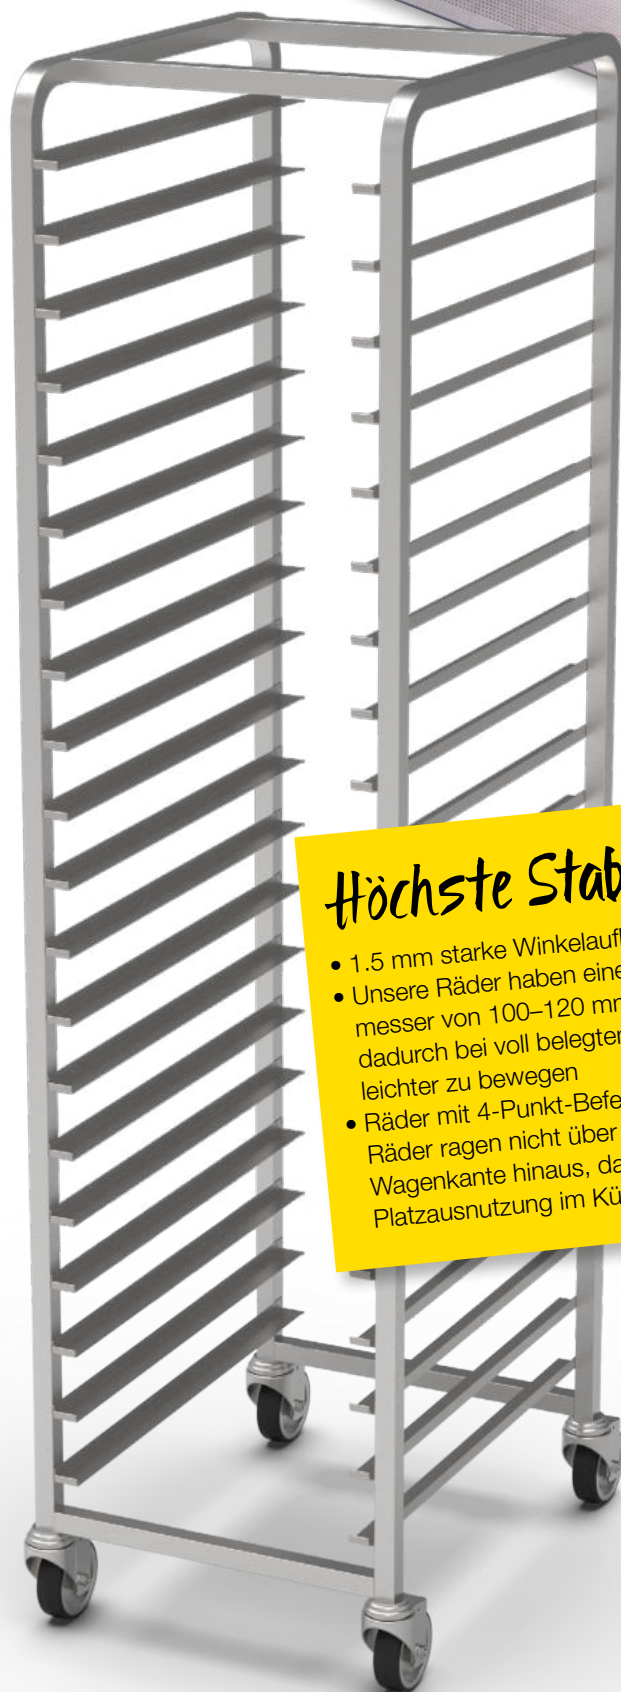 Höchste Stab
• 1.5 mm starke Winkelaufl
• Unsere Räder haben eine
messer von 100–120 mm
dadurch bei voll belegter
leichter zu bewegen
• Räder mit 4-Punkt-Befe
Räder ragen nicht über
Wagenkante hinaus, da
Platzausnutzung im Kü